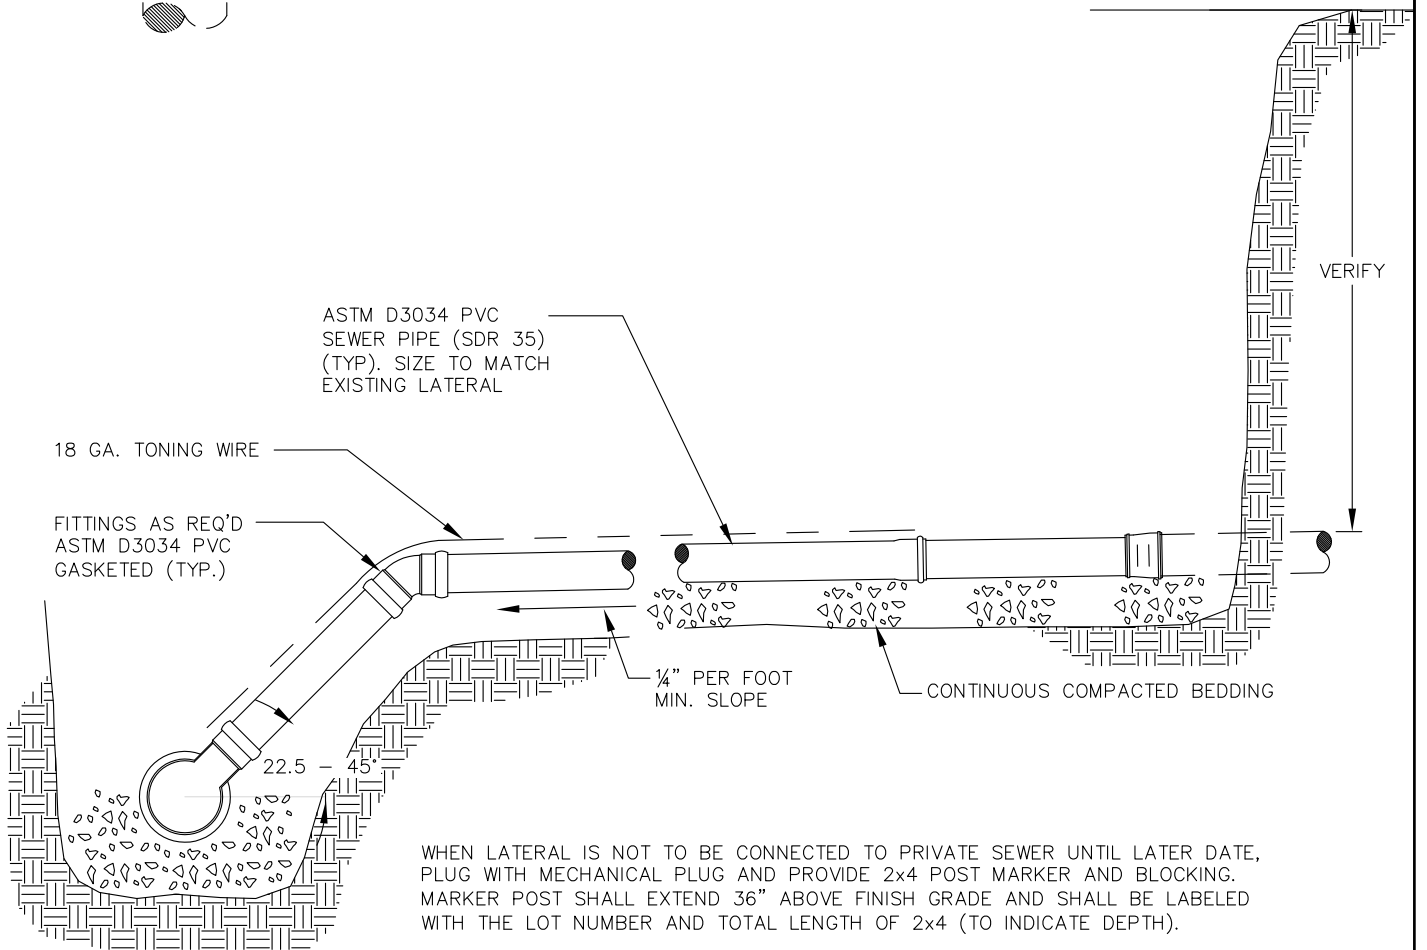 VERIFY
ASTM D3034 PVC
SEWER PIPE (SDR 35)
(TYP). SIZE TO MATCH
EXISTING LATERAL
18 GA. TONING WIRE
FITTINGS AS REQ'D
ASTM D3034 PVC
GASKETED (TYP.)
¼" PER FOOT
MIN. SLOPE
CONTINUOUS COMPACTED BEDDING
22.5 – 45°
WHEN LATERAL IS NOT TO BE CONNECTED TO PRIVATE SEWER UNTIL LATER DATE,
PLUG WITH MECHANICAL PLUG AND PROVIDE 2x4 POST MARKER AND BLOCKING.
MARKER POST SHALL EXTEND 36" ABOVE FINISH GRADE AND SHALL BE LABELED
WITH THE LOT NUMBER AND TOTAL LENGTH OF 2x4 (TO INDICATE DEPTH).